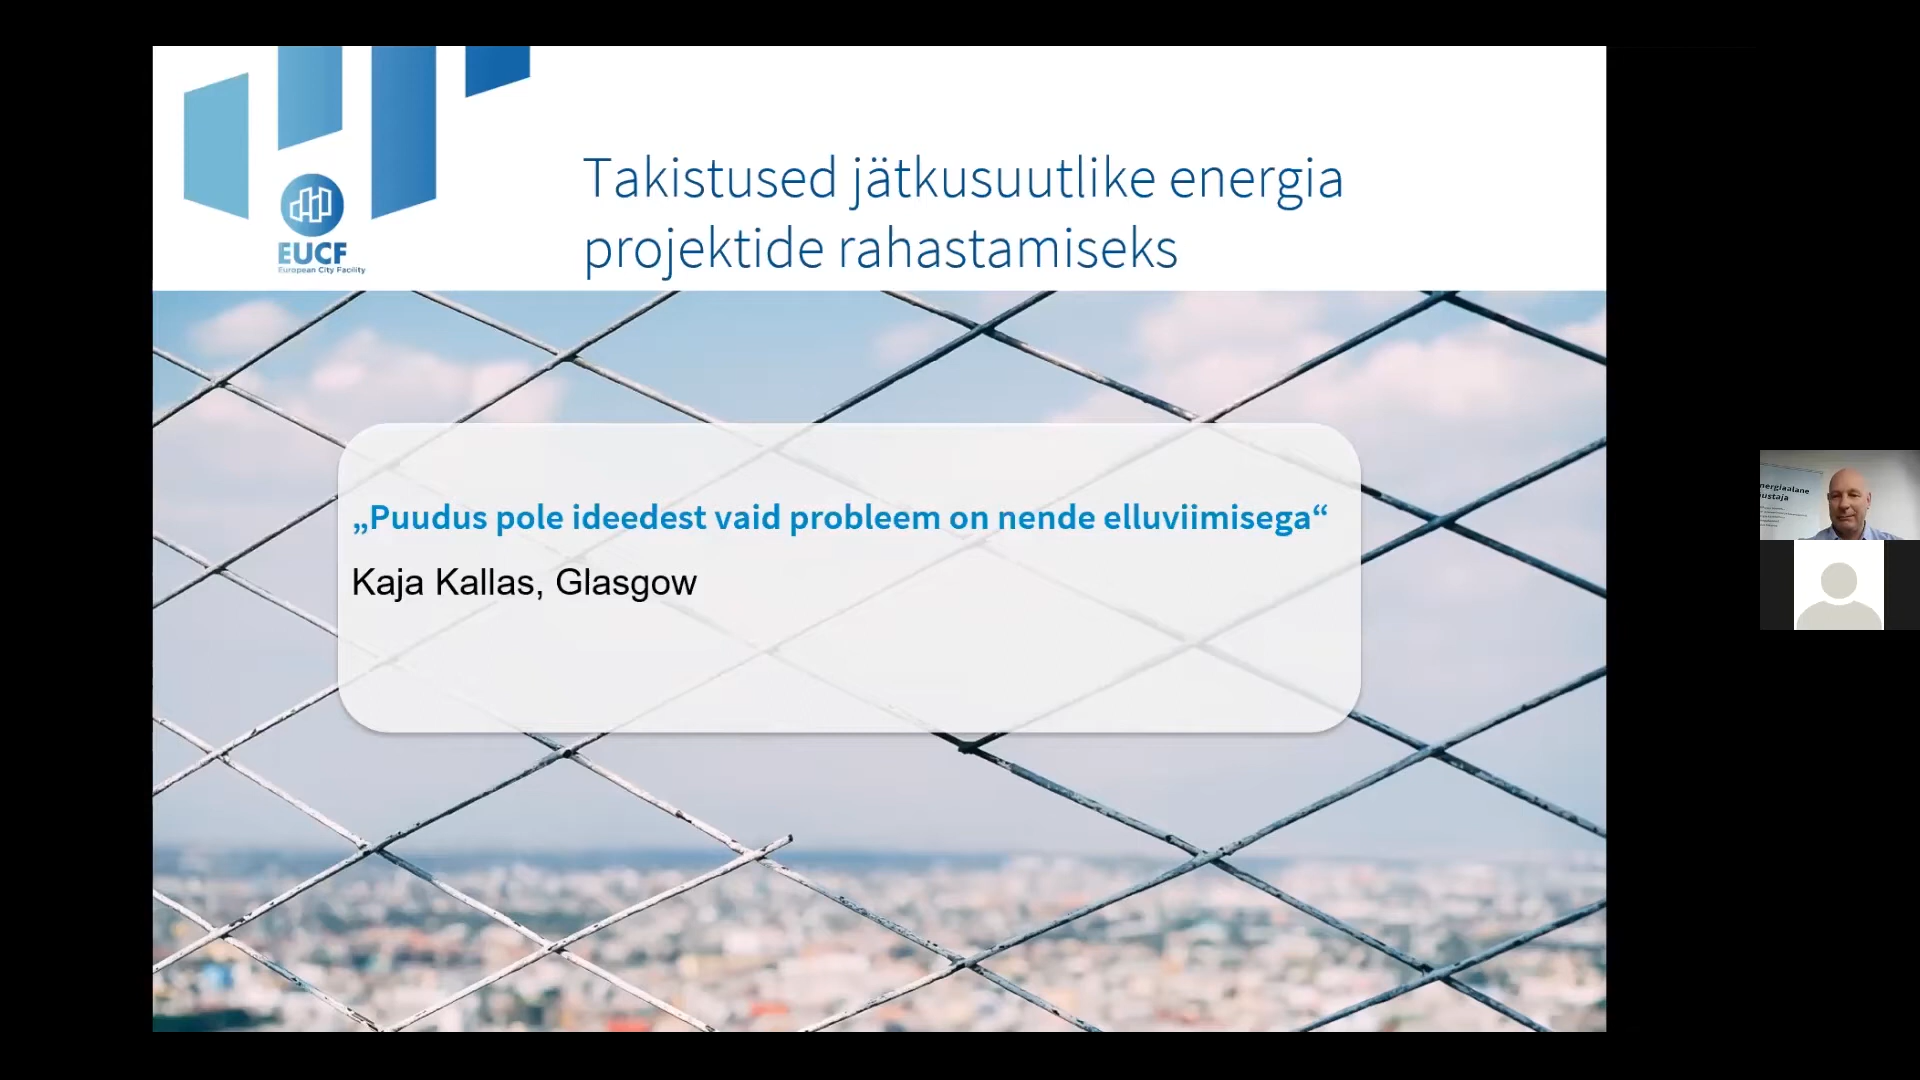 EUCF
European City Facility
Takistused jätkusuutlike energia
projektide rahastamiseks
„Puudus pole ideedest vaid probleem on nende elluviimisega“
Kaja Kallas, Glasgow